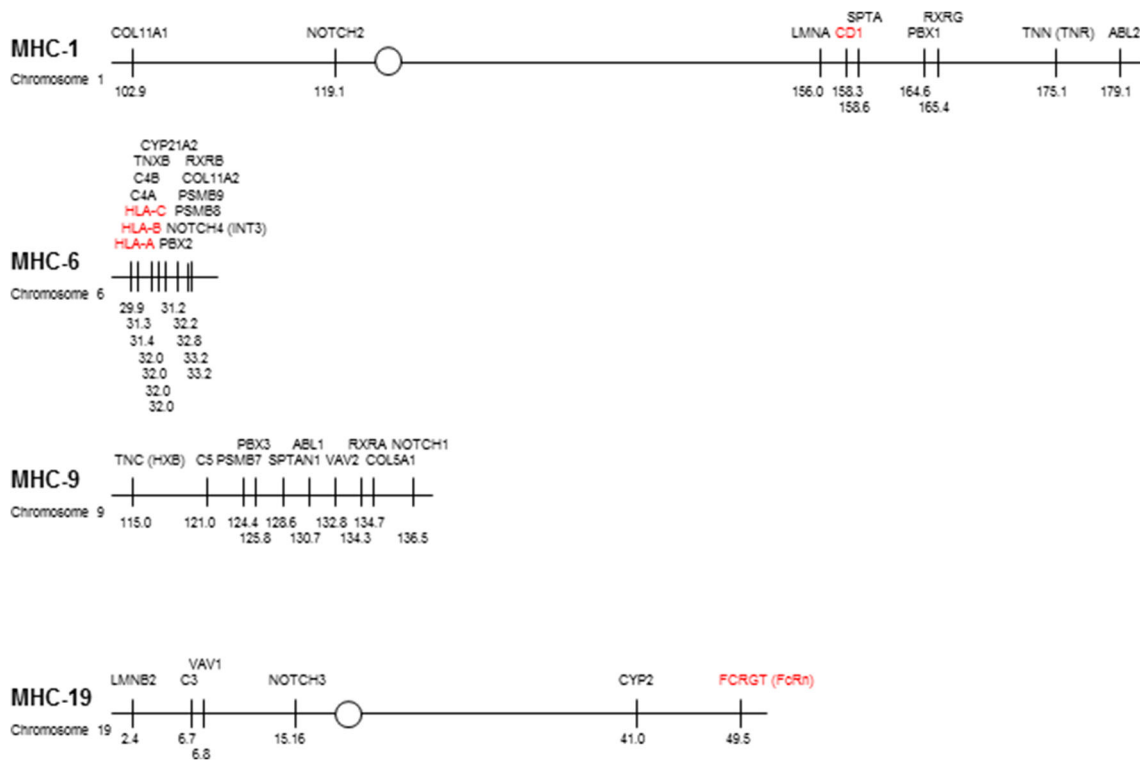 SPTA RXRG
COL11A1 NOTCH2 LMNA CD1 PBX1 TNN (TNR) ABL2
MHC-1
Chromosome 1
102.9 119.1 156.0 158.3 164.6 175.1 179.1
158.6 165.4
CYP21A2
TNXB RXRB
C4B COL11A2
C4A PSMB9
HLA-C PSMB8
HLA-B NOTCH4 (INT3)
HLA-A PBX2
MHC-6
Chromosome 6
29.9 31.2
31.3 32.2
31.4 32.8
32.0 33.2
32.0 33.2
32.0
32.0
PBX3 ABL1 RXRA NOTCH1
TNC (HXB) C5 PSMB7 SPTAN1 VAV2 COL5A1
MHC-9
Chromosome 9
115.0 121.0 124.4 128.6 132.8 134.7
125.8 130.7 134.3 136.5
VAV1
LMNB2 C3 NOTCH3 CYP2 FCRGT (FcRn)
MHC-19
Chromosome 19
2.4 6.7 15.16 41.0 49.5
6.8